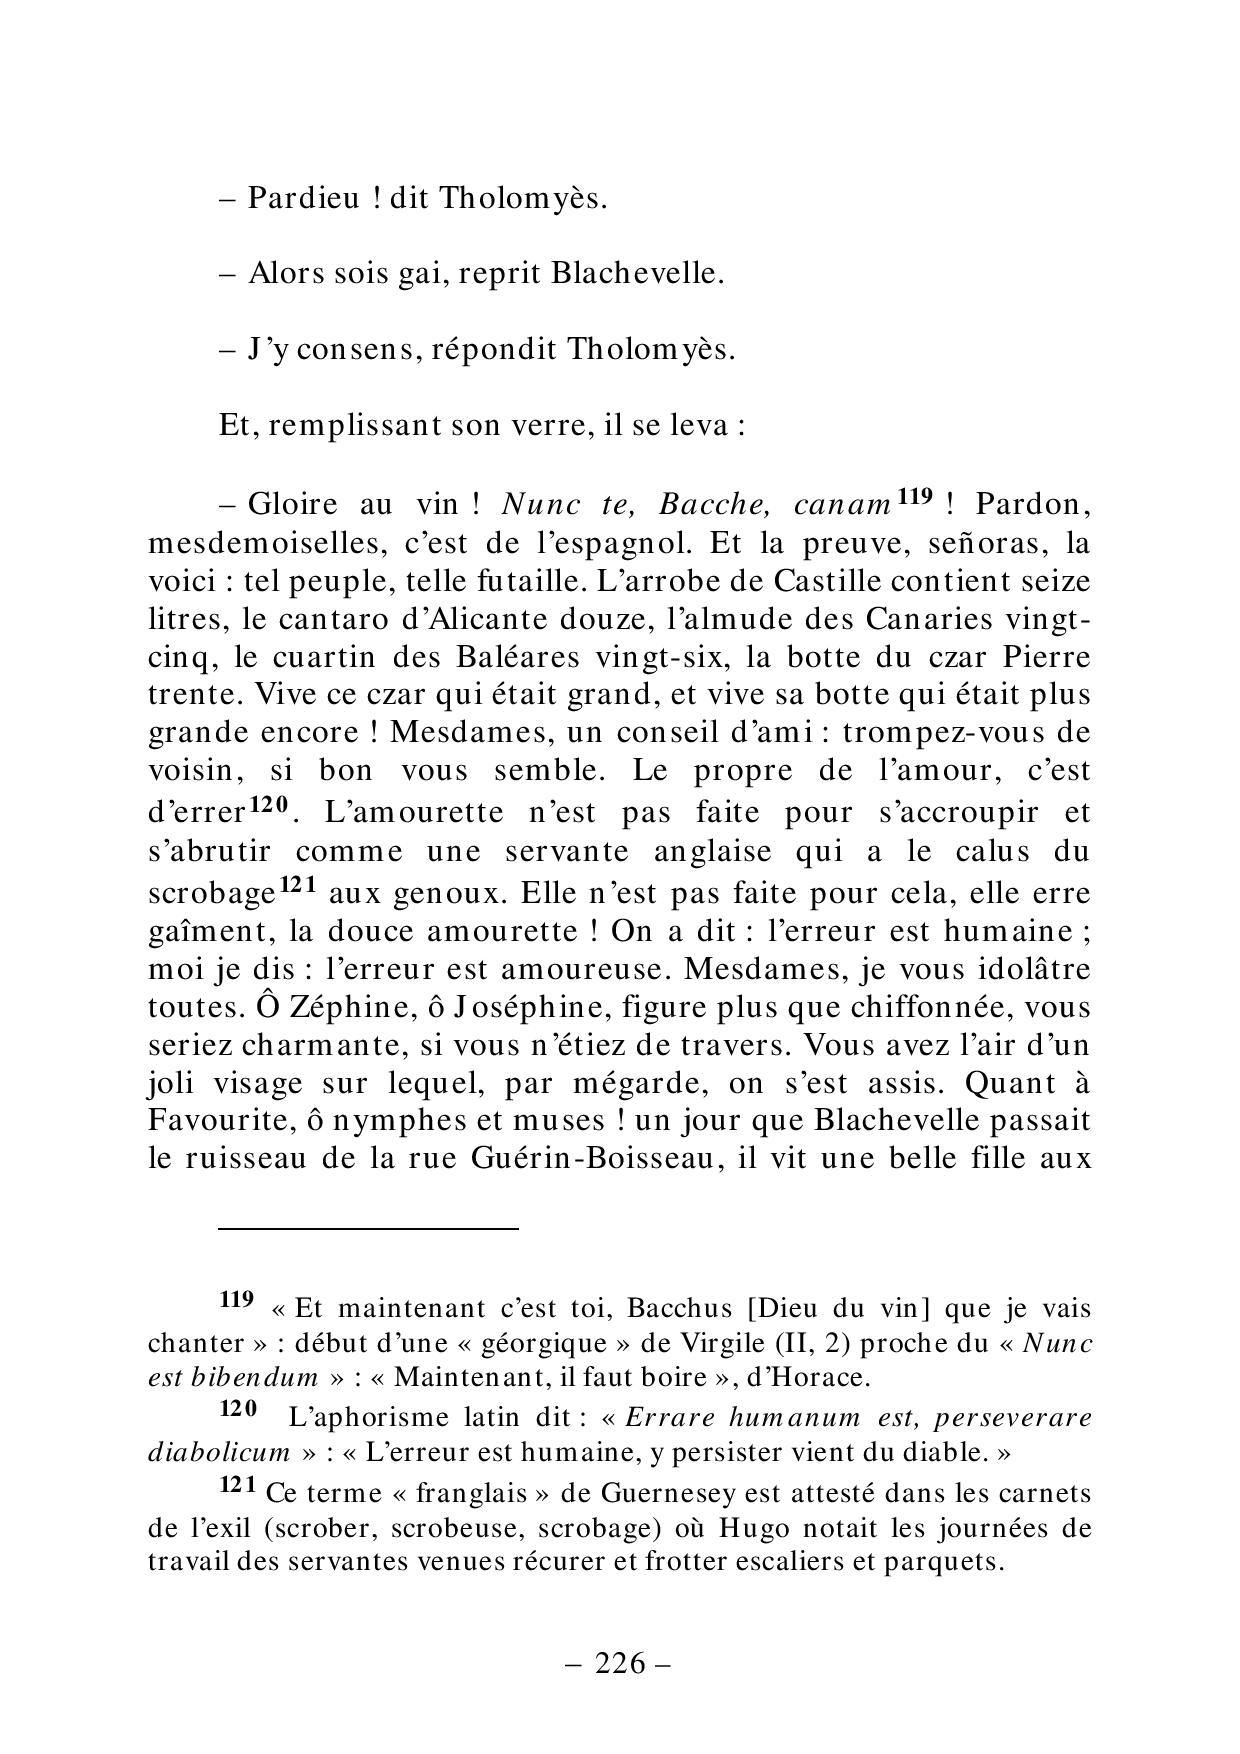 – Pardieu ! dit Tholomyès.
– Alors sois gai, reprit Blachevelle.
– J’y consens, répondit Tholomyès.
Et, remplissant son verre, il se leva :
– Gloire au vin ! Nunc te, Bacche, canam119 ! Pardon,
mesdemoiselles, c’est de l’espagnol. Et la preuve, señoras, la
voici : tel peuple, telle futaille. L’arrobe de Castille contient seize
litres, le cantaro d’Alicante douze, l’almude des Canaries vingt-
cinq, le cuartin des Baléares vingt-six, la botte du czar Pierre
trente. Vive ce czar qui était grand, et vive sa botte qui était plus
grande encore ! Mesdames, un conseil d’ami : trompez-vous de
voisin, si bon vous semble. Le propre de l’amour, c’est
d’errer120. L’amourette n’est pas faite pour s’accroupir et
s’abrutir comme une servante anglaise qui a le calus du
scrobage121 aux genoux. Elle n’est pas faite pour cela, elle erre
gaîment, la douce amourette ! On a dit : l’erreur est humaine ;
moi je dis : l’erreur est amoureuse. Mesdames, je vous idolâtre
toutes. Ô Zéphine, ô Joséphine, figure plus que chiffonnée, vous
seriez charmante, si vous n’étiez de travers. Vous avez l’air d’un
joli visage sur lequel, par mégarde, on s’est assis. Quant à
Favourite, ô nymphes et muses ! un jour que Blachevelle passait
le ruisseau de la rue Guérin-Boisseau, il vit une belle fille aux
119 « Et maintenant c’est toi, Bacchus [Dieu du vin] que je vais
chanter » : début d’une « géorgique » de Virgile (II, 2) proche du « Nunc
est bibendum » : « Maintenant, il faut boire », d’Horace.
120 L’aphorisme latin dit : « Errare humanum est, perseverare
diabolicum » : « L’erreur est humaine, y persister vient du diable. »
121 Ce terme « franglais » de Guernesey est attesté dans les carnets
de l’exil (scrober, scrobeuse, scrobage) où Hugo notait les journées de
travail des servantes venues récurer et frotter escaliers et parquets.
– 226 –